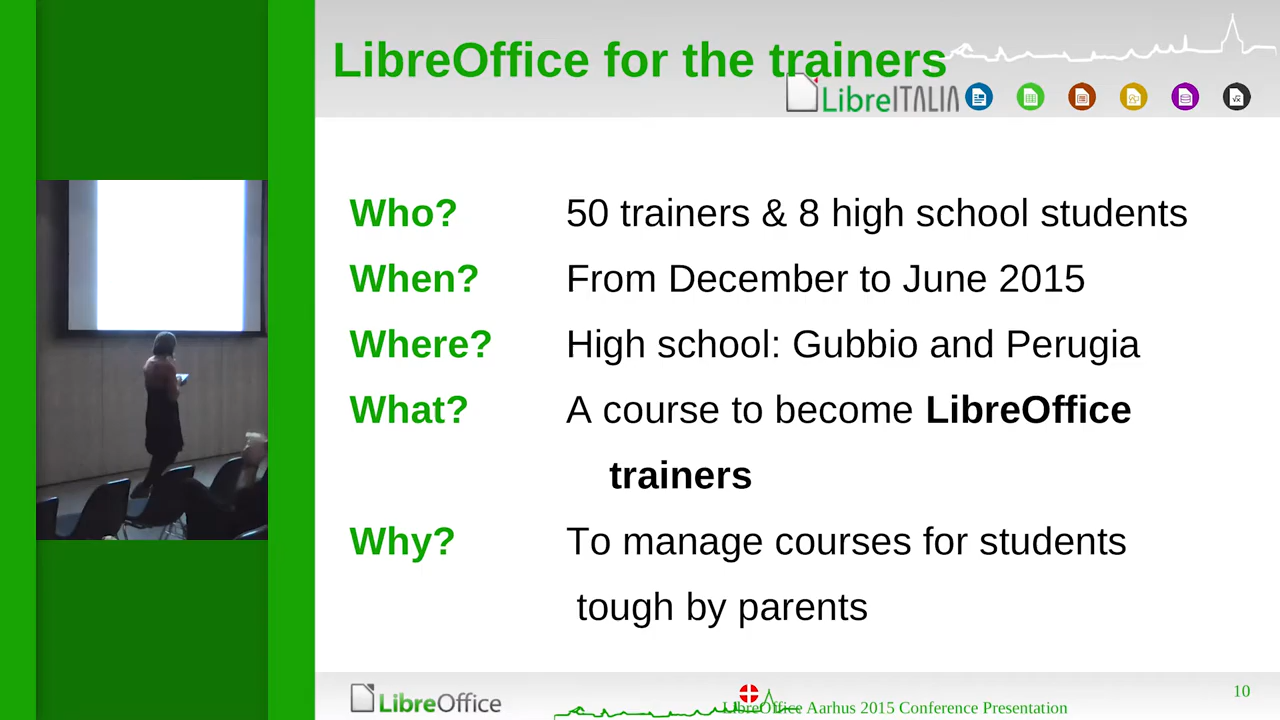 LibreOffice for the trainers
LibreITALIA
Who? 50 trainers & 8 high school students
When? From December to June 2015
Where? High school: Gubbio and Perugia
What? A course to become LibreOffice
trainers
Why? To manage courses for students
tough by parents
LibreOffice
LibreOffice Aarhus 2015 Conference Presentation
10